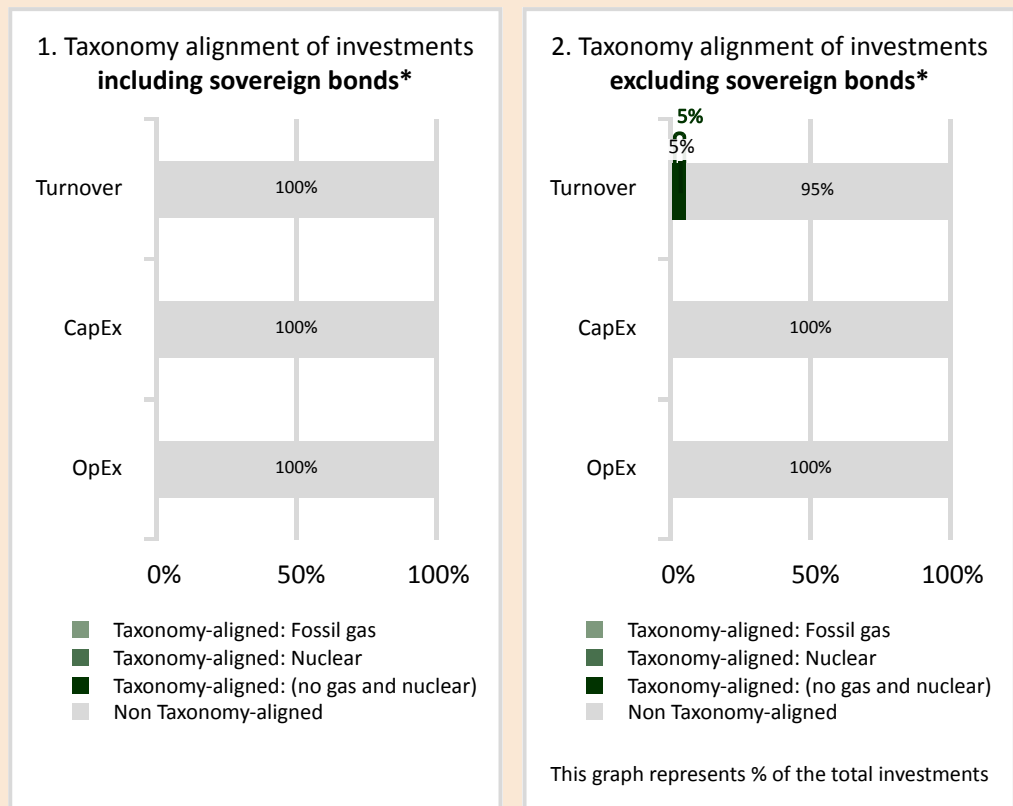 1. Taxonomy alignment of investments
including sovereign bonds*
Turnover
100%
CapEx
100%
OpEx
100%
0% 50% 100%
Taxonomy-aligned: Fossil gas
Taxonomy-aligned: Nuclear
Taxonomy-aligned: (no gas and nuclear)
Non Taxonomy-aligned
2. Taxonomy alignment of investments
excluding sovereign bonds*
5%
5%
Turnover
95%
CapEx
100%
OpEx
100%
0% 50% 100%
Taxonomy-aligned: Fossil gas
Taxonomy-aligned: Nuclear
Taxonomy-aligned: (no gas and nuclear)
Non Taxonomy-aligned
This graph represents % of the total investments